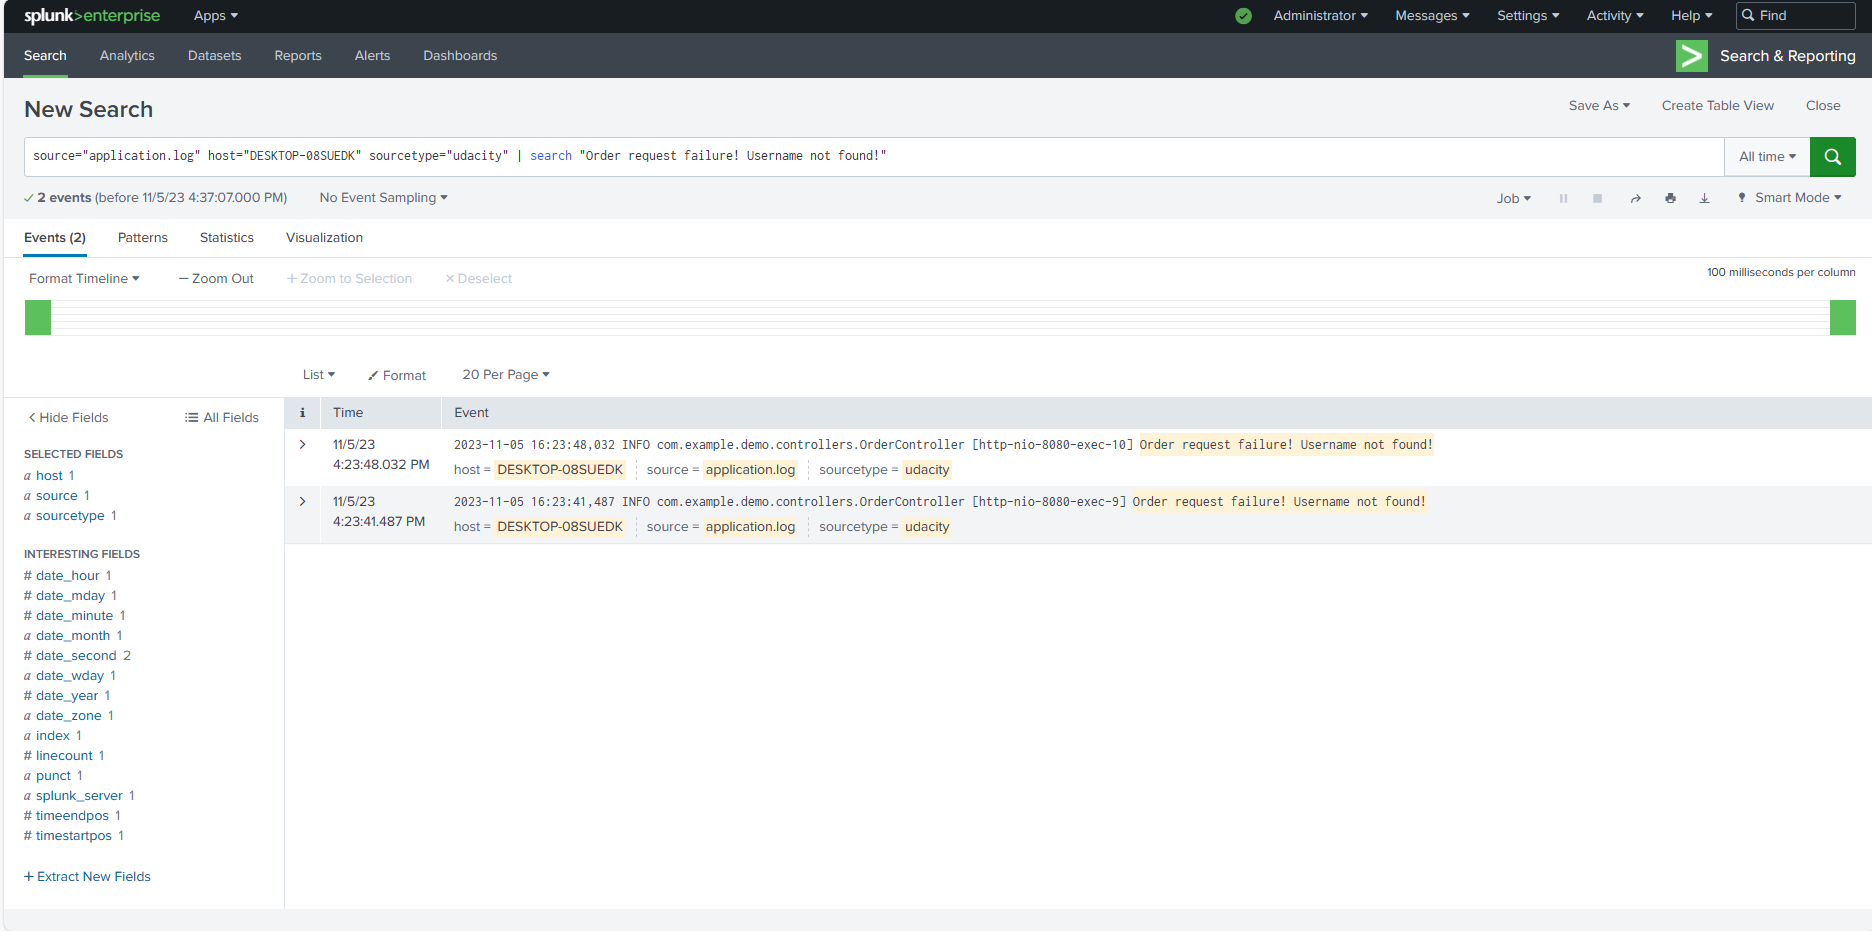 splunk>enterprise Apps Administrator Messages Settings Activity Help Find
Search Analytics Datasets Reports Alerts Dashboards Search & Reporting
New Search Save As Create Table View Close
source="application.log" host="DESKTOP-08SUEDK" sourcetype="udacity" | search "Order request failure! Username not found!" All time
2 events (before 11/5/23 4:37:07.000 PM) No Event Sampling Job Smart Mode
Events (2) Patterns Statistics Visualization
Format Timeline — Zoom Out + Zoom to Selection × Deselect 100 milliseconds per column
List Format 20 Per Page
< Hide Fields All Fields
SELECTED FIELDS
a host 1
a source 1
a sourcetype 1
INTERESTING FIELDS
# date_hour 1
# date_mday 1
# date_minute 1
a date_month 1
# date_second 2
a date_wday 1
# date_year 1
a date_zone 1
a index 1
# linecount 1
a punct 1
a splunk_server 1
# timeendpos 1
# timestartpos 1
+ Extract New Fields
i Time Event
> 11/5/23 2023-11-05 16:23:48,032 INFO com.example.demo.controllers.OrderController [http-nio-8080-exec-10] Order request failure! Username not found!
4:23:48.032 PM host = DESKTOP-08SUEDK source = application.log sourcetype = udacity
> 11/5/23 2023-11-05 16:23:41,487 INFO com.example.demo.controllers.OrderController [http-nio-8080-exec-9] Order request failure! Username not found!
4:23:41.487 PM host = DESKTOP-08SUEDK source = application.log sourcetype = udacity